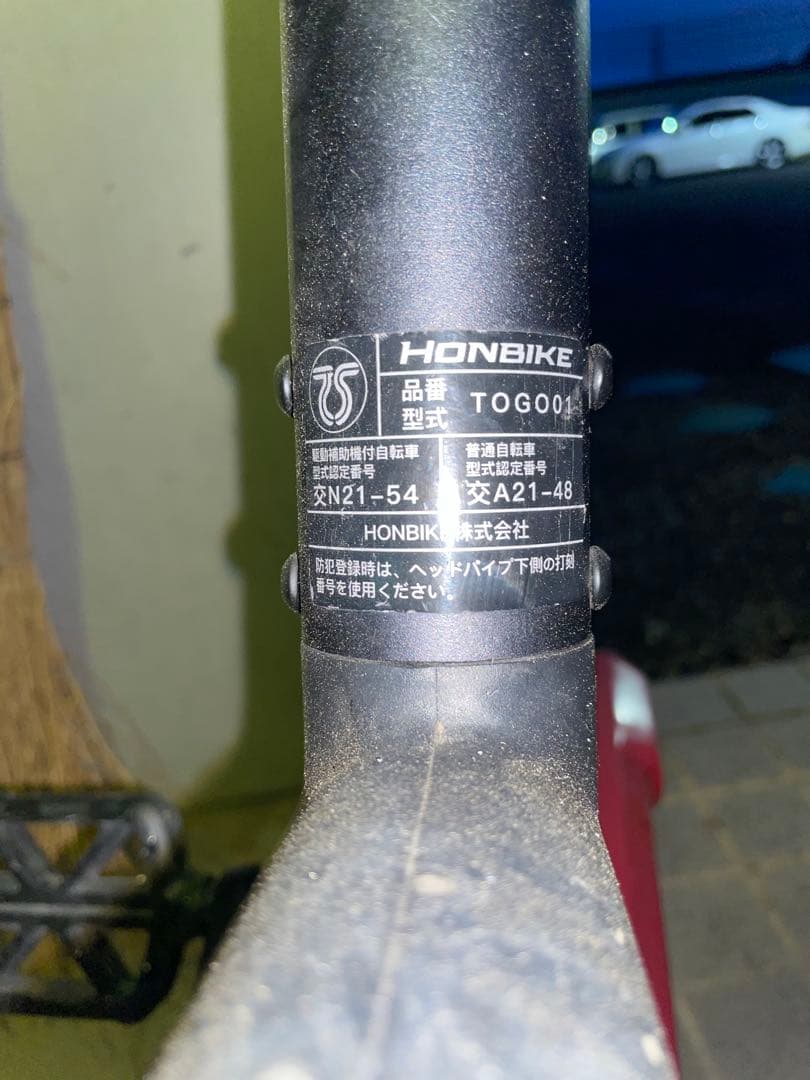 TS
HONBIKE
品番
型式
TOGO01
駆動補助機付自転車
型式認定番号
交N21-54
普通自転車
型式認定番号
交A21-48
HONBIKE株式会社
防犯登録時は、ヘッドパイプ下側の打刻
番号を使用ください。